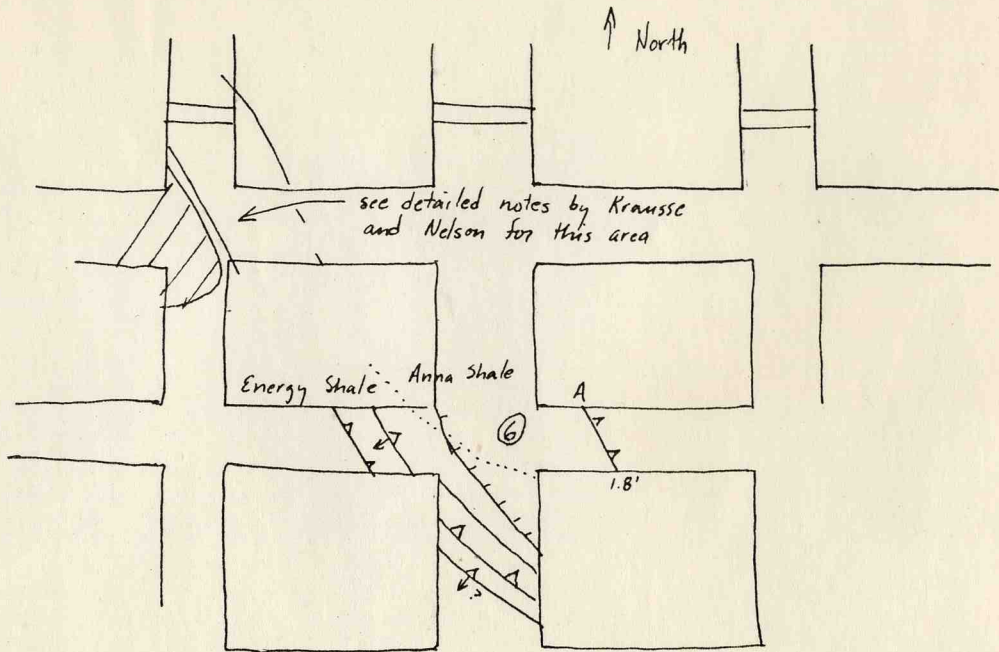 North
see detailed notes by Krausse
and Nelson for this area
Energy Shale
Anna Shale
A
6
1.8'
?